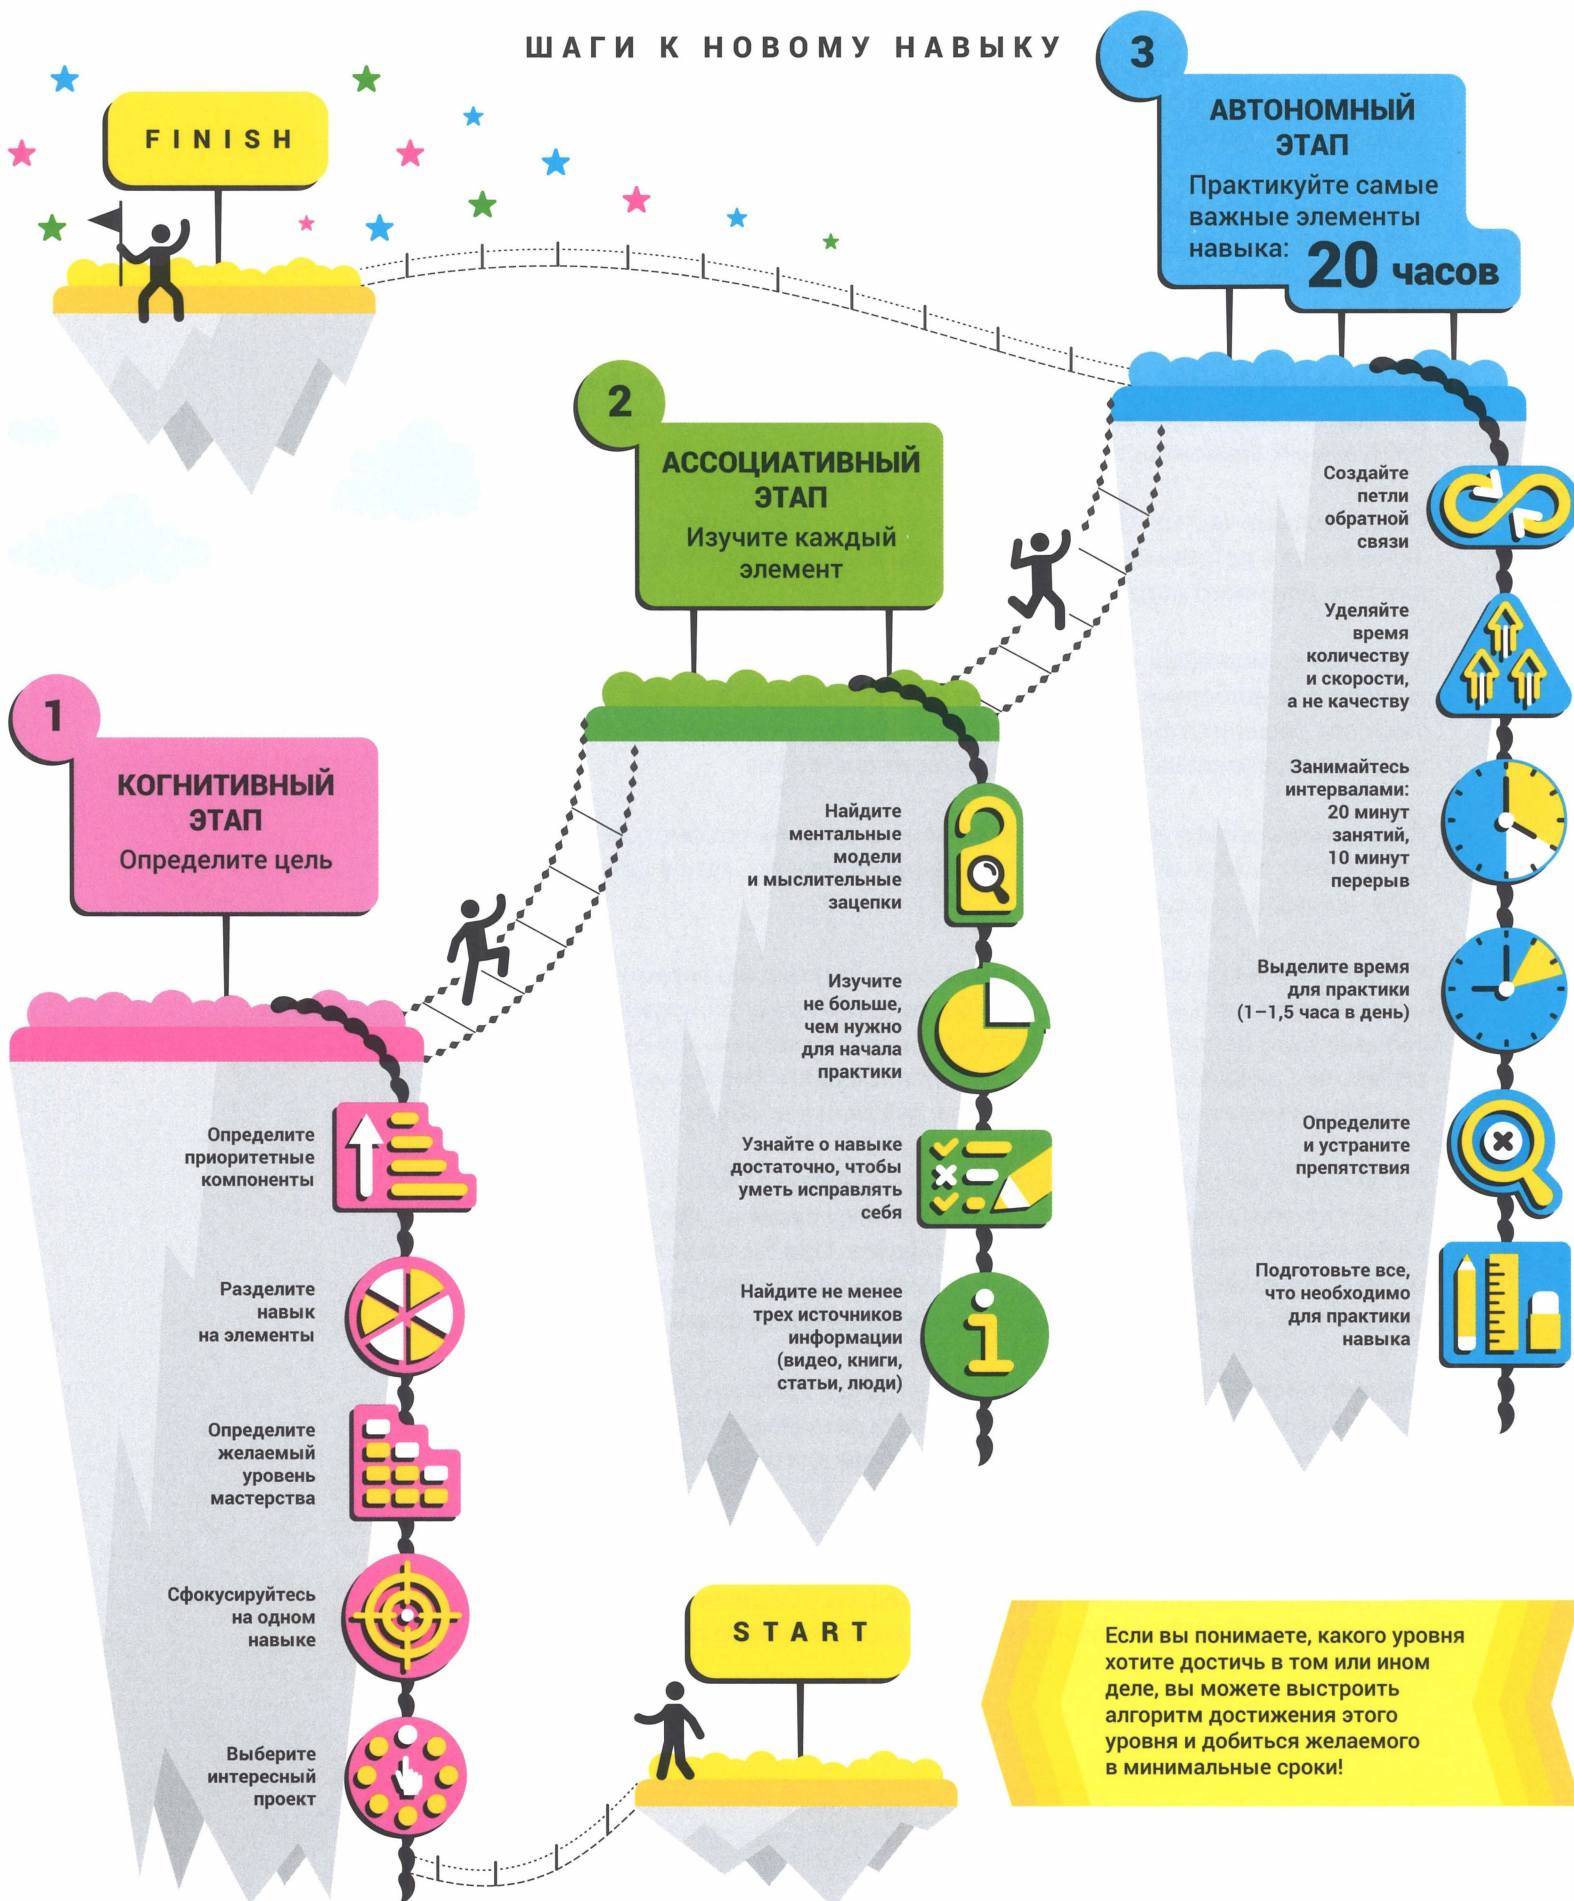 ШАГИ К НОВОМУ НАВЫКУ
FINISH
3
АВТОНОМНЫЙ
ЭТАП
Практикуйте самые
важные элементы
навыка:
20 часов
Создайте
петли
обратной
связи
Уделяйте
время
количеству
и скорости,
а не качеству
Занимайтесь
интервалами:
20 минут
занятий,
10 минут
перерыв
Выделите время
для практики
(1–1,5 часа в день)
Определите
и устраните
препятствия
Подготовьте все,
что необходимо
для практики
навыка
2
АССОЦИАТИВНЫЙ
ЭТАП
Изучите каждый
элемент
Найдите
ментальные
модели
и мыслительные
зацепки
Изучите
не больше,
чем нужно
для начала
практики
Узнайте о навыке
достаточно, чтобы
уметь исправлять
себя
Найдите не менее
трех источников
информации
(видео, книги,
статьи, люди)
1
КОГНИТИВНЫЙ
ЭТАП
Определите цель
Определите
приоритетные
компоненты
Разделите
навык
на элементы
Определите
желаемый
уровень
мастерства
Сфокусируйтесь
на одном
навыке
Выберите
интересный
проект
START
Если вы понимаете, какого уровня
хотите достичь в том или ином
деле, вы можете выстроить
алгоритм достижения этого
уровня и добиться желаемого
в минимальные сроки!